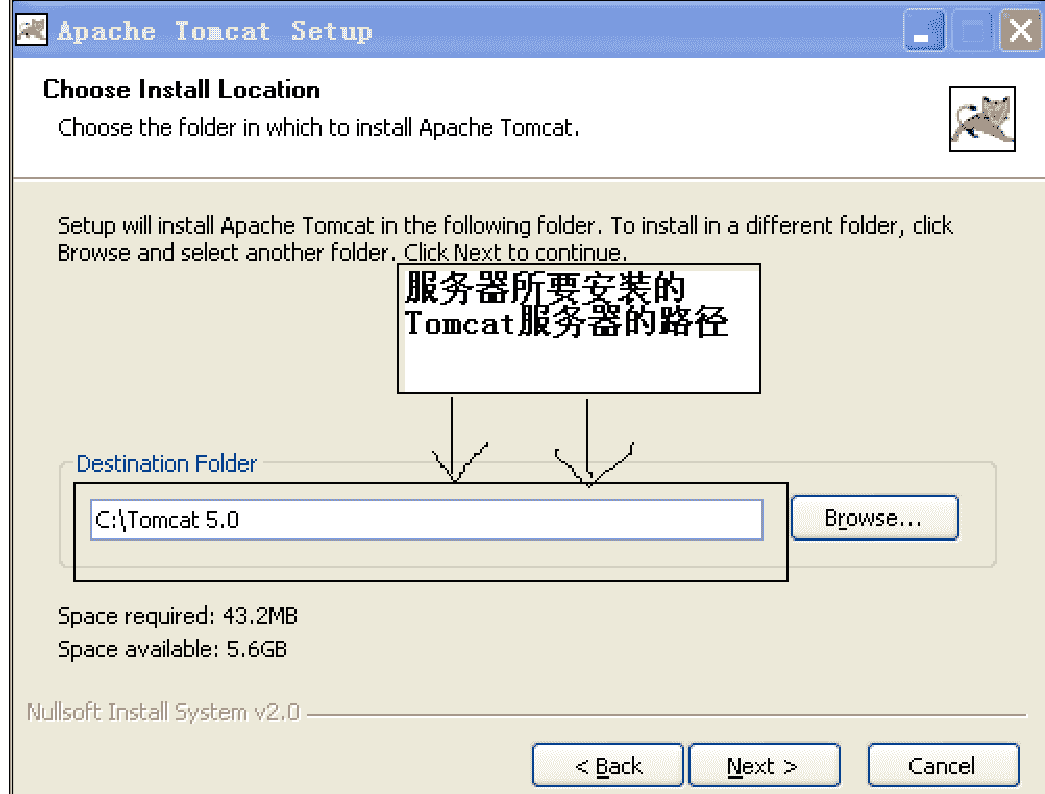 Apache Tomcat Setup
Choose Install Location
Choose the folder in which to install Apache Tomcat.
Setup will install Apache Tomcat in the following folder. To install in a different folder, click
Browse and select another folder. Click Next to continue.
服务器所要安装的
Tomcat服务器的路径
Destination Folder
C:\Tomcat 5.0
Browse...
Space required: 43.2MB
Space available: 5.6GB
Nullsoft Install System v2.0
< Back
Next >
Cancel